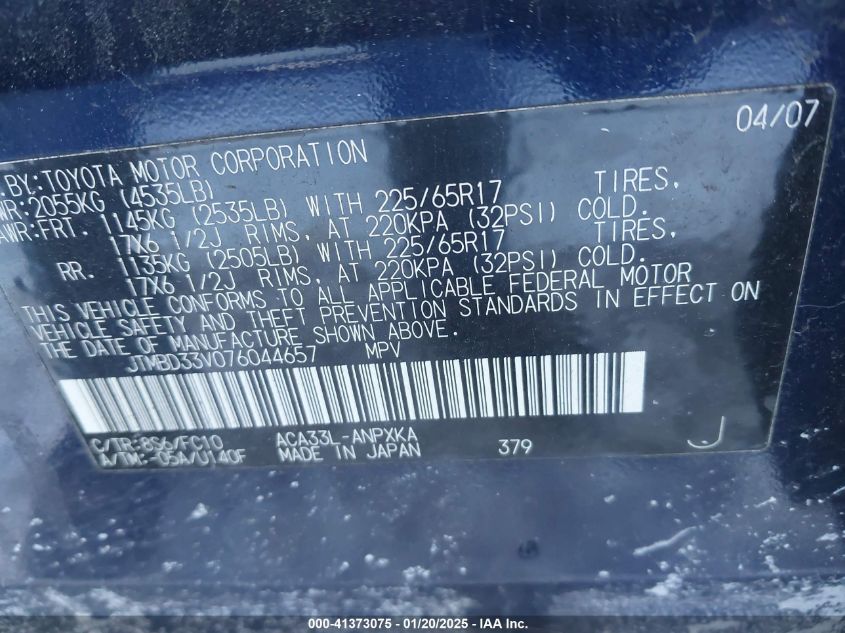 04/07
BY:TOYOTA MOTOR CORPORATION
WR:2055KG (4535LB)
AWR:FRT. 1145KG (2535LB) WITH 225/65R17 TIRES,
17X6 1/2J RIMS, AT 220KPA (32PSI) COLD.
RR. 1135KG (2505LB) WITH 225/65R17 TIRES,
17X6 1/2J RIMS, AT 220KPA (32PSI) COLD.
THIS VEHICLE CONFORMS TO ALL APPLICABLE FEDERAL MOTOR
VEHICLE SAFETY AND THEFT PREVENTION STANDARDS IN EFFECT ON
THE DATE OF MANUFACTURE SHOWN ABOVE.
JTMBD33V076044657 MPV
C/TR:8S6/FC10 ACA33L-ANPXKA
A/TM:-05A/U140F MADE IN JAPAN 379 J
000-41373075 — 01/20/2025 — IAA Inc.